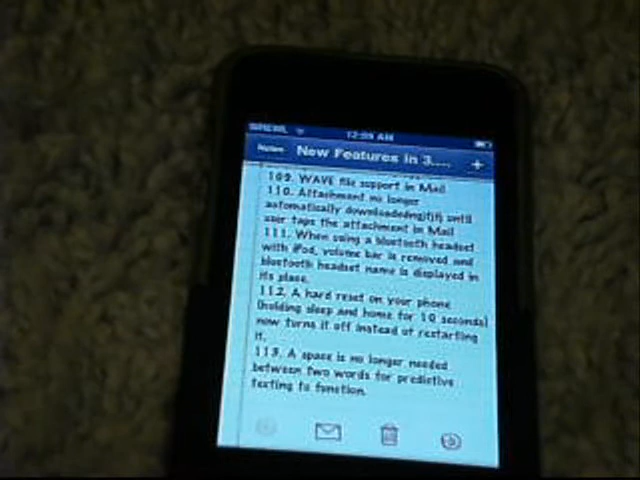 12:09 AM
Notes New Features in 3.... +
109. WAVE file support in Mail
110. Attachment no longer
automatically until
user taps the attachment in Mail
111. When using a bluetooth headset
with iPod, volume bar is removed and
bluetooth headset name is displayed in
its place.
112. A hard reset on your phone
(holding sleep and home for 10 seconds)
now turns it off instead of restarting
it.
113. A space is no longer needed
between two words for predictive
texting to function.